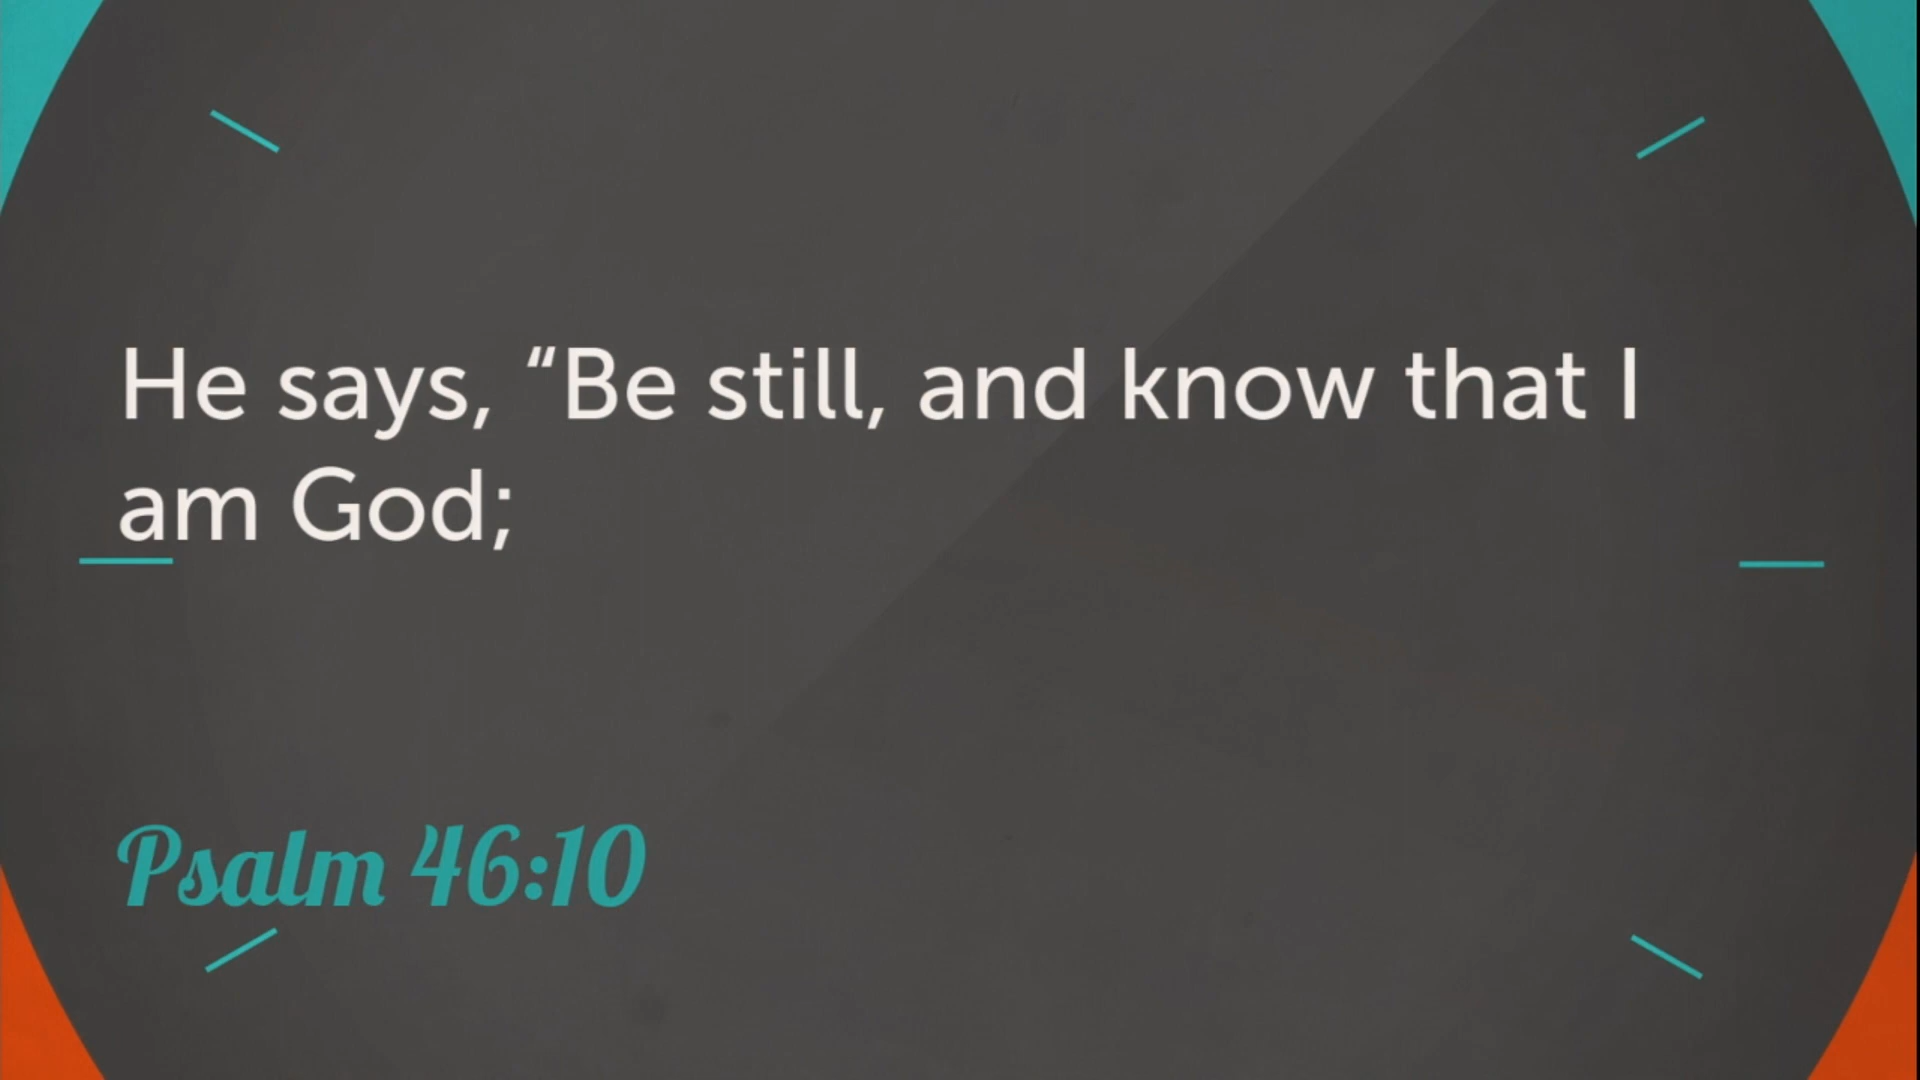 He says, “Be still, and know that I
am God;
Psalm 46:10